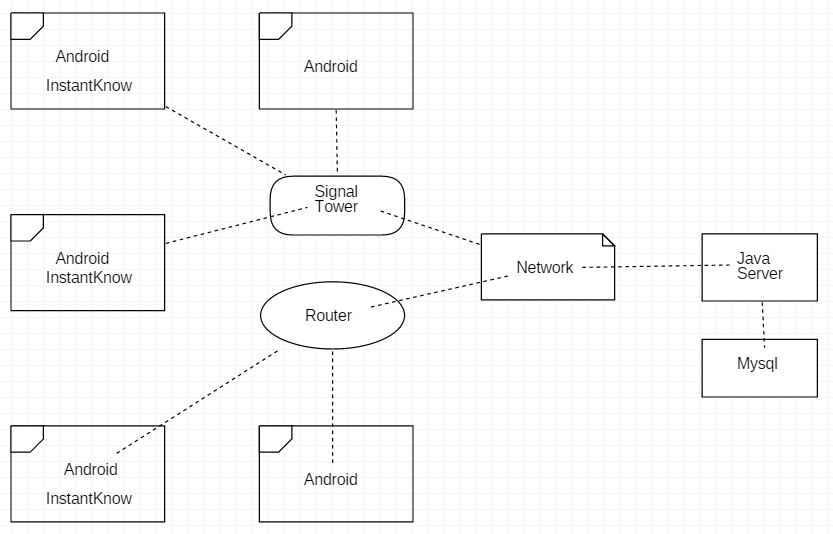 Android
InstantKnow
Android
Signal
Tower
Android
InstantKnow
Network
Java
Server
Router
Mysql
Android
InstantKnow
Android